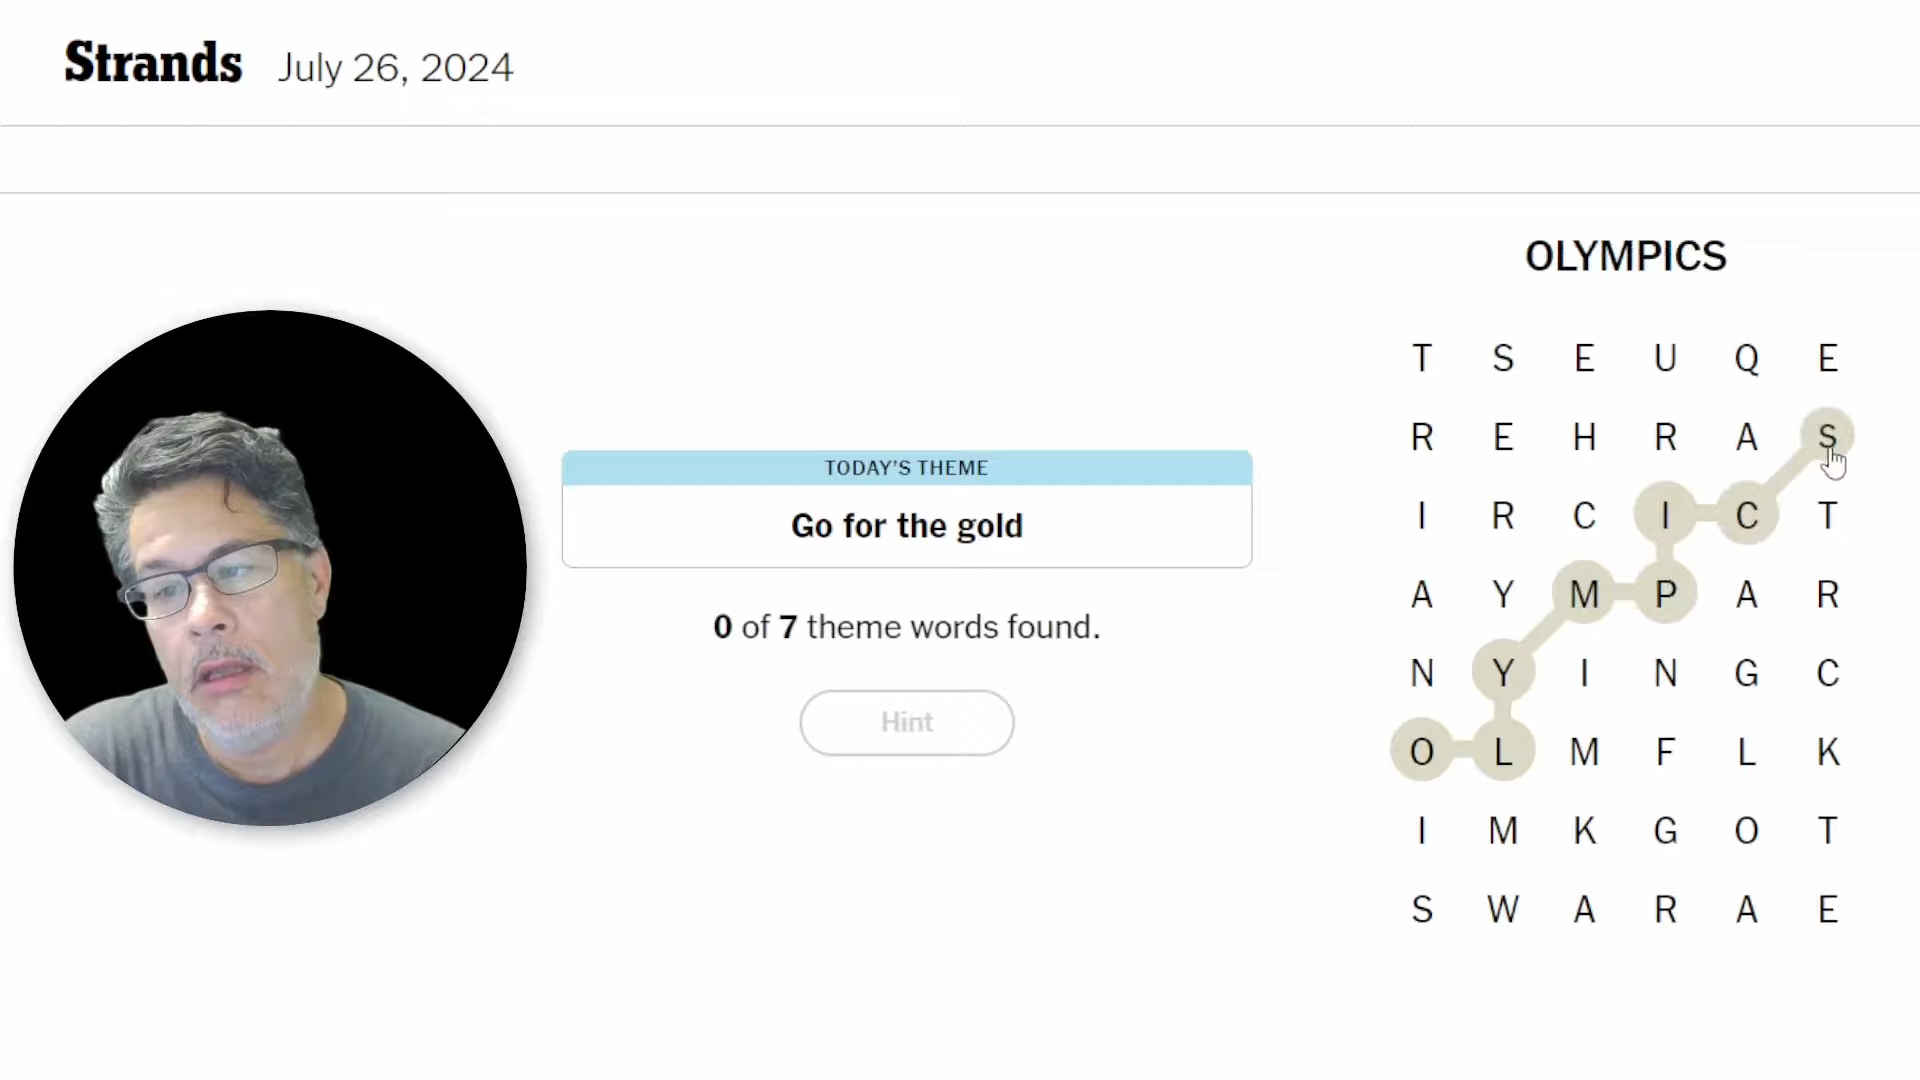 Strands July 26, 2024
OLYMPICS
TODAY'S THEME
Go for the gold
0 of 7 theme words found.
Hint
T S E U Q E
R E H R A S
I R C I C T
A Y M P A R
N Y I N G C
O L M F L K
I M K G O T
S W A R A E